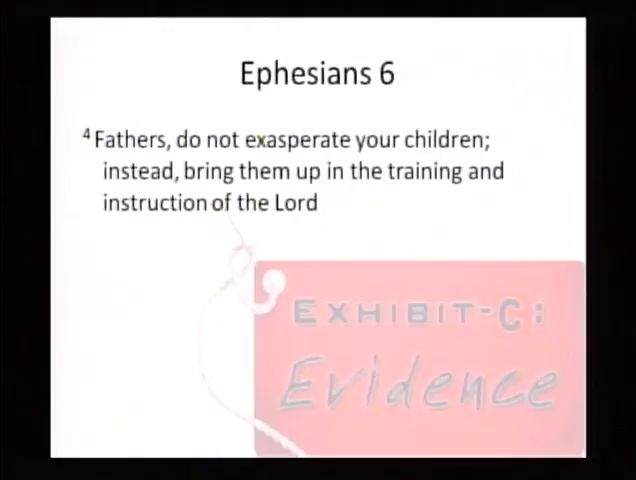 Ephesians 6
⁴ Fathers, do not exasperate your children;
instead, bring them up in the training and
instruction of the Lord
EXHIBIT-C:
Evidence